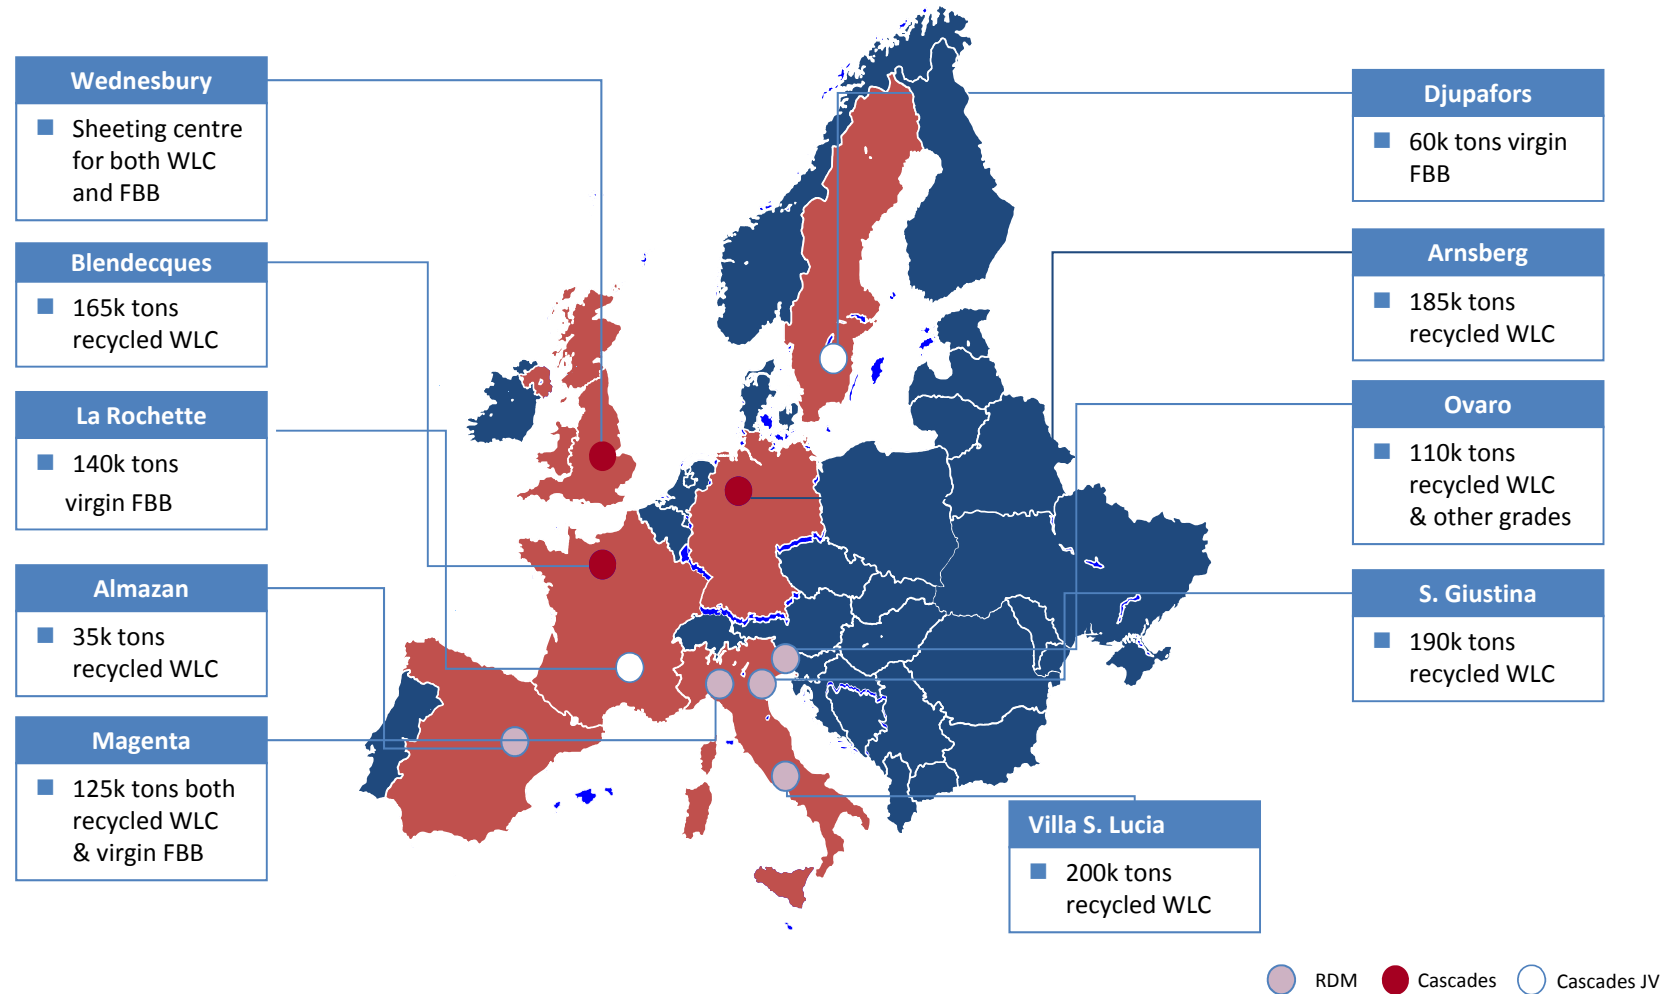 Wednesbury
Sheeting centre
for both WLC
and FBB
Blendecques
165k tons
recycled WLC
La Rochette
140k tons
virgin FBB
Almazan
35k tons
recycled WLC
Magenta
125k tons both
recycled WLC
& virgin FBB
Djupafors
60k tons virgin
FBB
Arnsberg
185k tons
recycled WLC
Ovaro
110k tons
recycled WLC
& other grades
S. Giustina
190k tons
recycled WLC
Villa S. Lucia
200k tons
recycled WLC
RDM
Cascades
Cascades JV